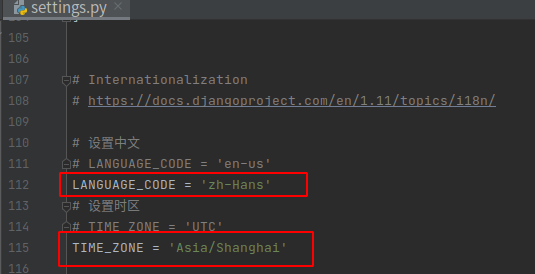 settings.py
105
106
107 # Internationalization
108 # https://docs.djangoproject.com/en/1.11/topics/i18n/
109
110 # 设置中文
111 # LANGUAGE_CODE = 'en-us'
112 LANGUAGE_CODE = 'zh-Hans'
113 # 设置时区
114 # TIME_ZONE = 'UTC'
115 TIME_ZONE = 'Asia/Shanghai'
116